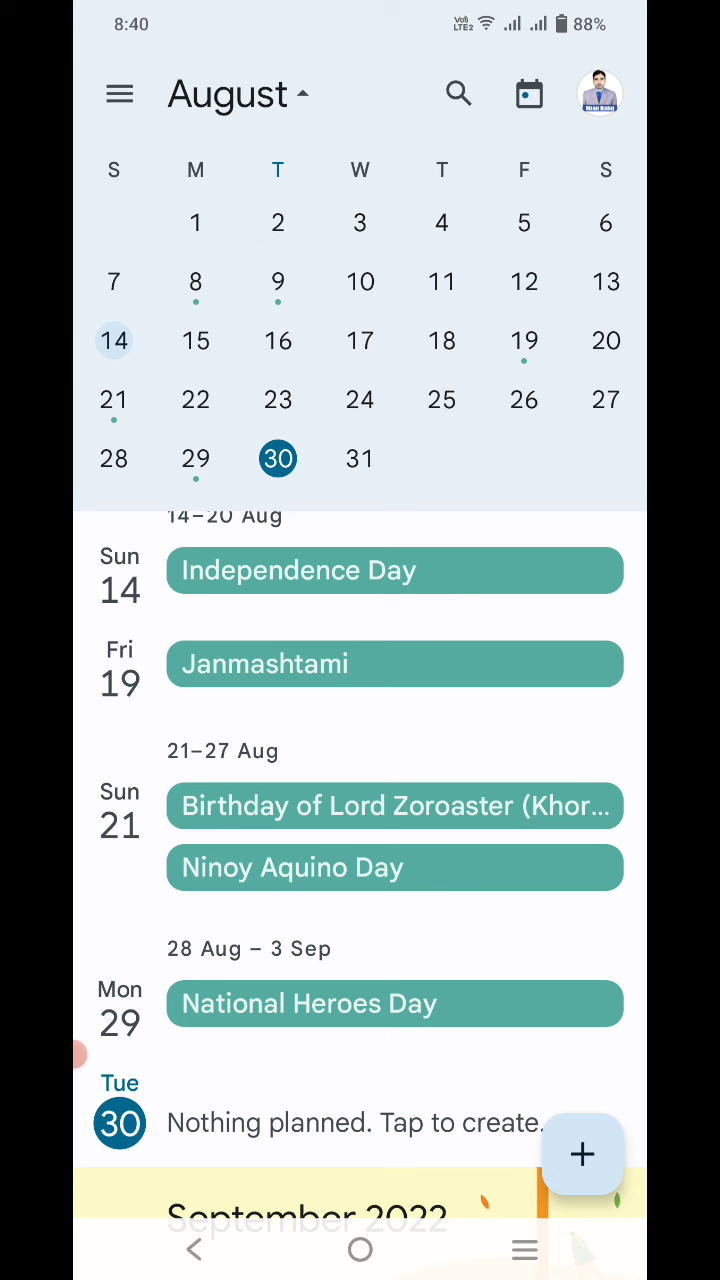 8:40
Vo) LTE2 88%
August
S M T W T F S
1 2 3 4 5 6
7 8 9 10 11 12 13
14 15 16 17 18 19 20
21 22 23 24 25 26 27
28 29 30 31
14–20 Aug
Sun
14
Independence Day
Fri
19
Janmashtami
21–27 Aug
Sun
21
Birthday of Lord Zoroaster (Khor...
Ninoy Aquino Day
28 Aug – 3 Sep
Mon
29
National Heroes Day
Tue
30
Nothing planned. Tap to create.
+
September 2022